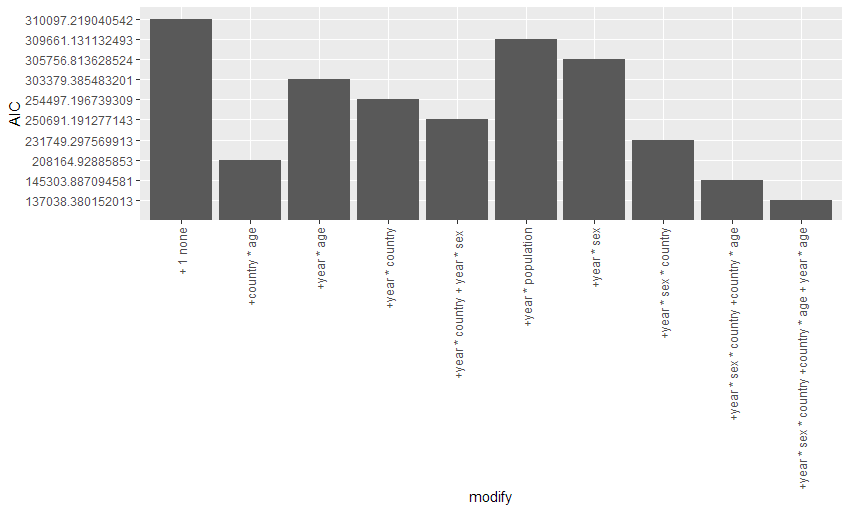 310097.219040542
309661.131132493
305756.813628524
303379.385483201
254497.196739309
250691.191277143
231749.297569913
208164.92885853
145303.887094581
137038.380152013
AIC
+ 1 none
+country * age
+year * age
+year * country
+year * country + year * sex
+year * population
+year * sex
+year * sex * country
+year * sex * country +country * age
+year * sex * country +country * age + year * age
modify